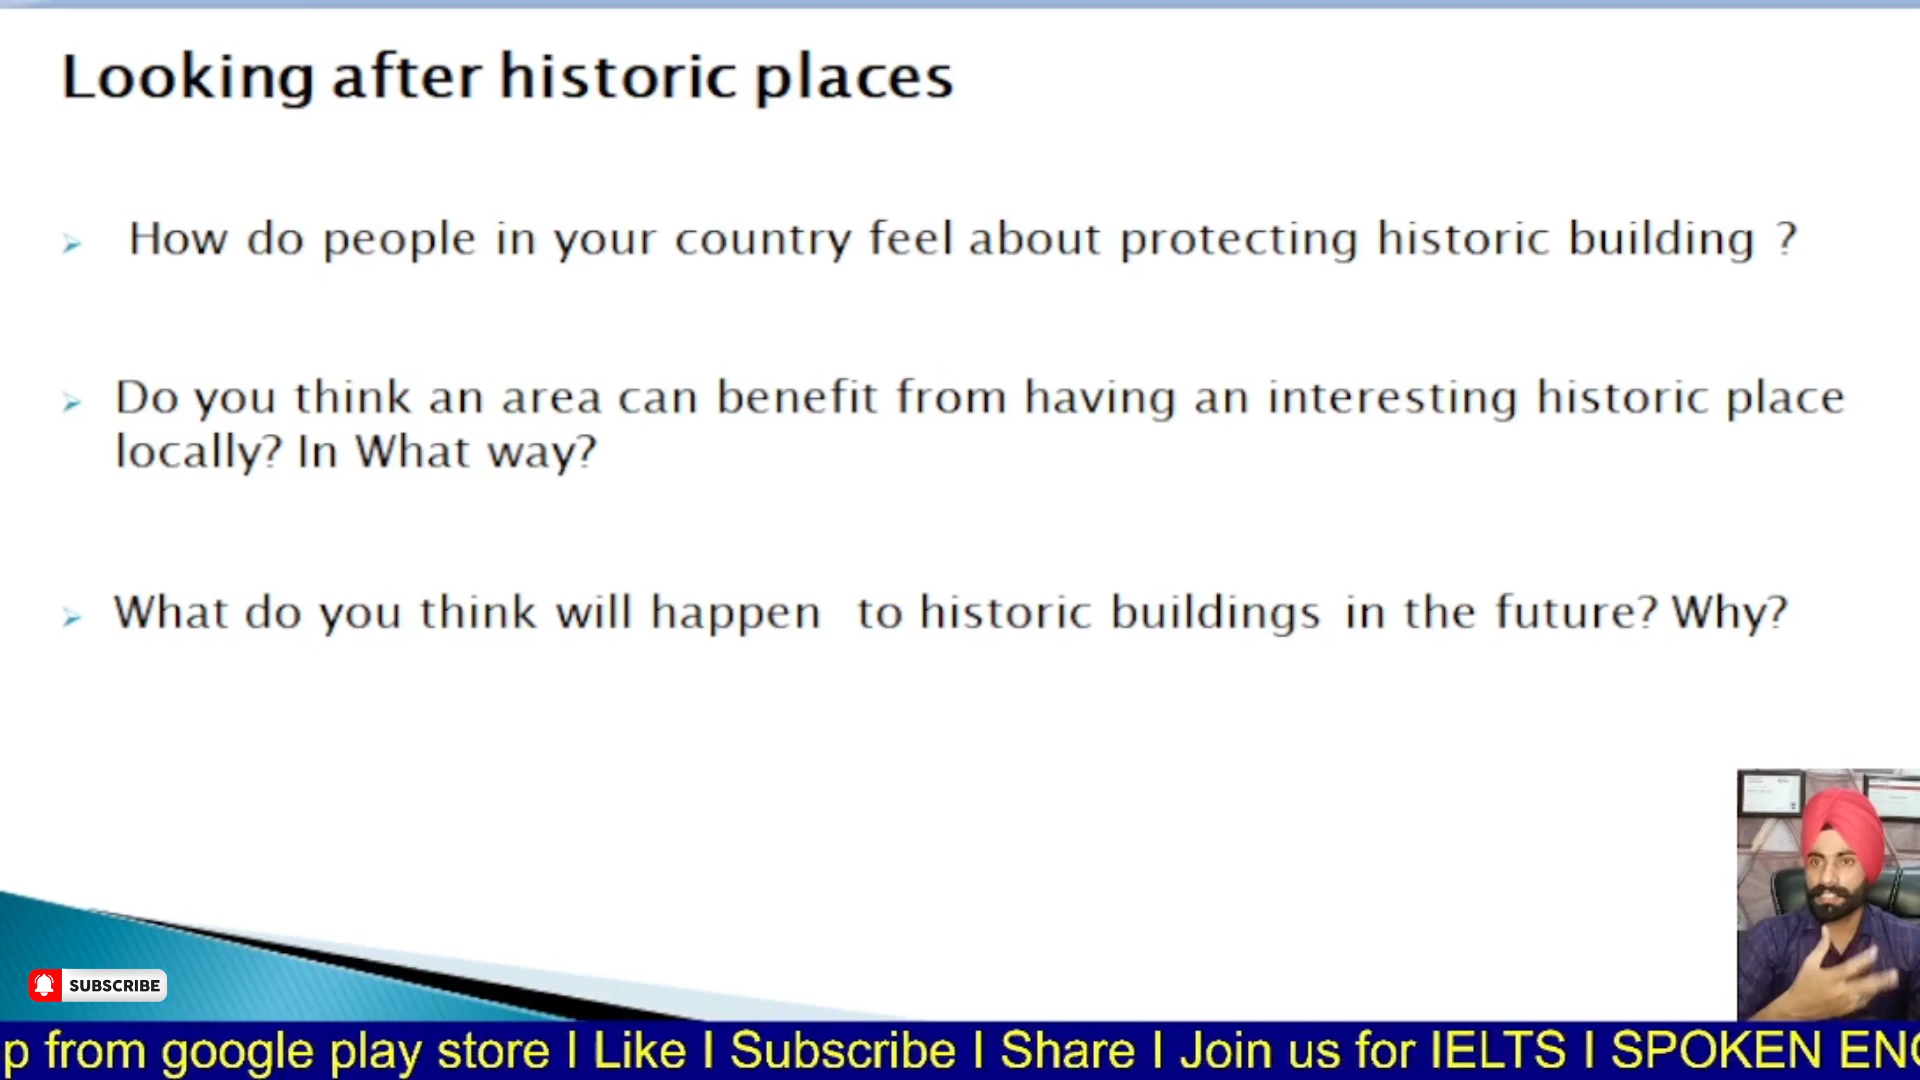 Looking after historic places
➢ How do people in your country feel about protecting historic building ?
➢ Do you think an area can benefit from having an interesting historic place
locally? In What way?
➢ What do you think will happen to historic buildings in the future? Why?
SUBSCRIBE
p from google play store I Like I Subscribe I Share I Join us for IELTS I SPOKEN ENG